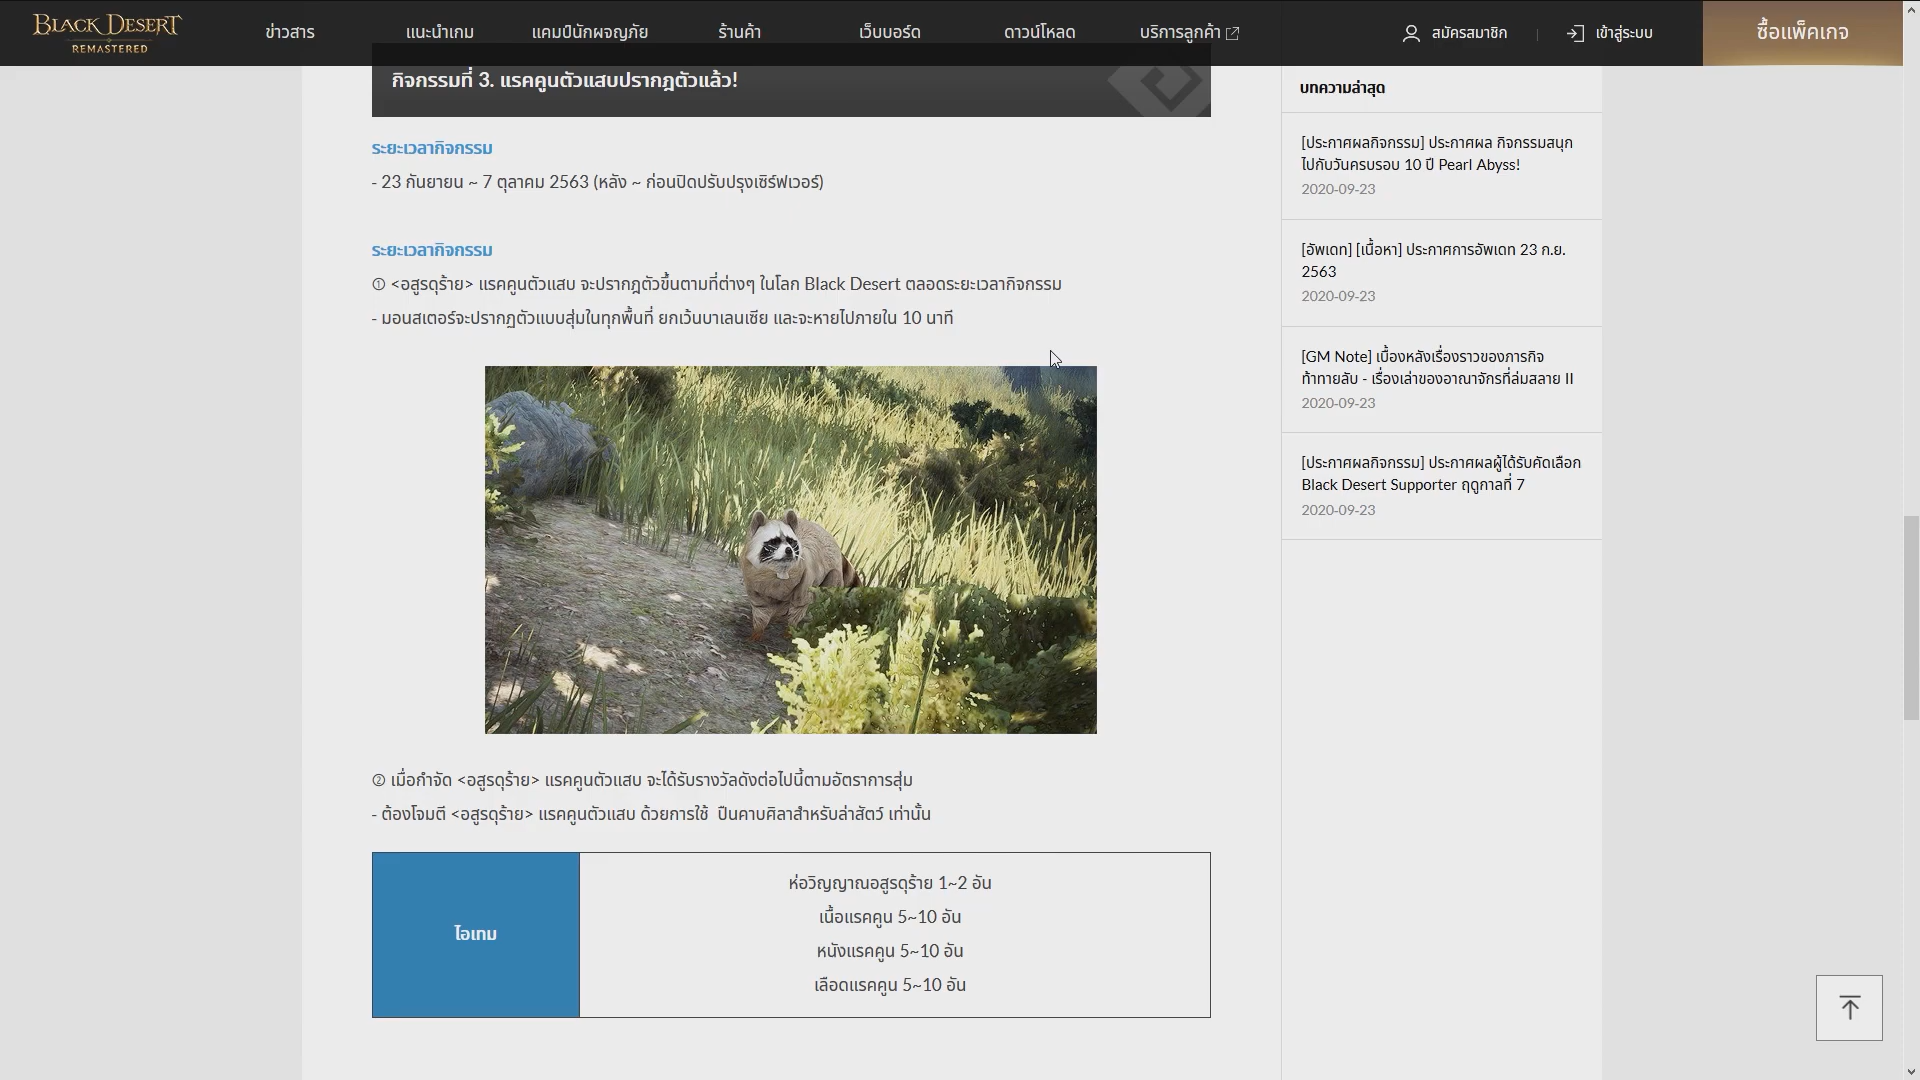 BLACK DESERT
REMASTERED
ข่าวสาร
แนะนำเกม
แคมป์นักผจญภัย
ร้านค้า
เว็บบอร์ด
ดาวน์โหลด
บริการลูกค้า
สมัครสมาชิก
เข้าสู่ระบบ
ซื้อแพ็คเกจ
กิจกรรมที่ 3. แรคคูนตัวแสบปรากฎตัวแล้ว!
ระยะเวลากิจกรรม
- 23 กันยายน ~ 7 ตุลาคม 2563 (หลัง ~ ก่อนปิดปรับปรุงเซิร์ฟเวอร์)
ระยะเวลากิจกรรม
① <อสูรดุร้าย> แรคคูนตัวแสบ จะปรากฎตัวขึ้นตามที่ต่างๆ ในโลก Black Desert ตลอดระยะเวลากิจกรรม
- มอนสเตอร์จะปรากฏตัวแบบสุ่มในทุกพื้นที่ ยกเว้นบาเลนเซีย และจะหายไปภายใน 10 นาที
② เมื่อกำจัด <อสูรดุร้าย> แรคคูนตัวแสบ จะได้รับรางวัลดังต่อไปนี้ตามอัตราการสุ่ม
- ต้องโจมตี <อสูรดุร้าย> แรคคูนตัวแสบ ด้วยการใช้  ปืนคาบศิลาสำหรับล่าสัตว์ เท่านั้น
ไอเทม
ห่อวิญญาณอสูรดุร้าย 1~2 อัน
เนื้อแรคคูน 5~10 อัน
หนังแรคคูน 5~10 อัน
เลือดแรคคูน 5~10 อัน
บทความล่าสุด
[ประกาศผลกิจกรรม] ประกาศผล กิจกรรมสนุก
ไปกับวันครบรอบ 10 ปี Pearl Abyss!
2020-09-23
[อัพเดท] [เนื้อหา] ประกาศการอัพเดท 23 ก.ย.
2563
2020-09-23
[GM Note] เบื้องหลังเรื่องราวของภารกิจ
ท้าทายลับ - เรื่องเล่าของอาณาจักรที่ล่มสลาย II
2020-09-23
[ประกาศผลกิจกรรม] ประกาศผลผู้ได้รับคัดเลือก
Black Desert Supporter ฤดูกาลที่ 7
2020-09-23